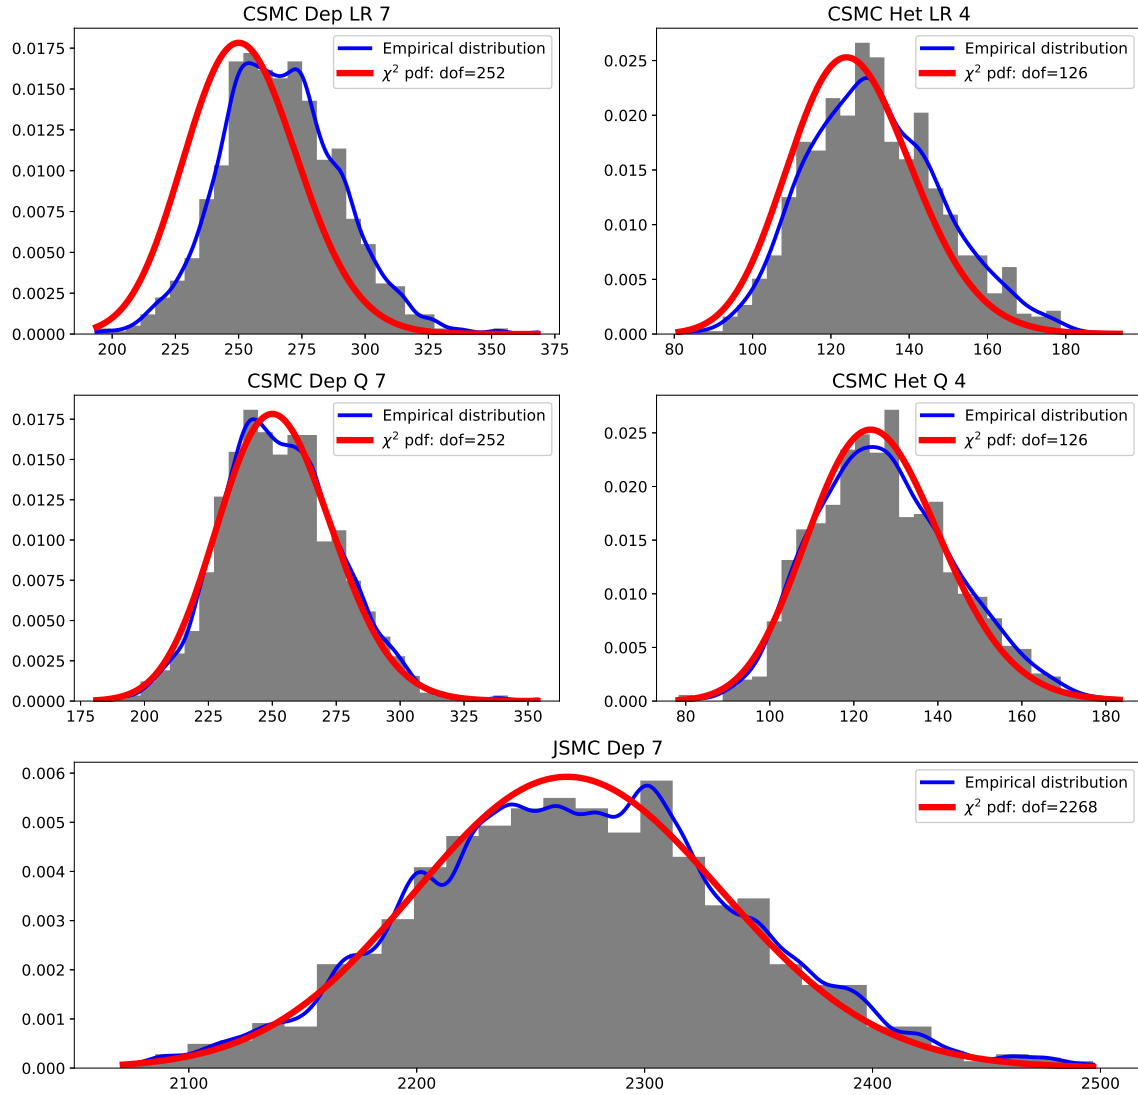 CSMC Dep LR 7
0.0175
0.0150
0.0125
0.0100
0.0075
0.0050
0.0025
0.0000
200 225 250 275 300 325 350 375
Empirical distribution
χ² pdf: dof=252
CSMC Het LR 4
0.025
0.020
0.015
0.010
0.005
0.000
80 100 120 140 160 180
Empirical distribution
χ² pdf: dof=126
CSMC Dep Q 7
0.0175
0.0150
0.0125
0.0100
0.0075
0.0050
0.0025
0.0000
175 200 225 250 275 300 325 350
Empirical distribution
χ² pdf: dof=252
CSMC Het Q 4
0.025
0.020
0.015
0.010
0.005
0.000
80 100 120 140 160 180
Empirical distribution
χ² pdf: dof=126
JSMC Dep 7
0.006
0.005
0.004
0.003
0.002
0.001
0.000
2100 2200 2300 2400 2500
Empirical distribution
χ² pdf: dof=2268